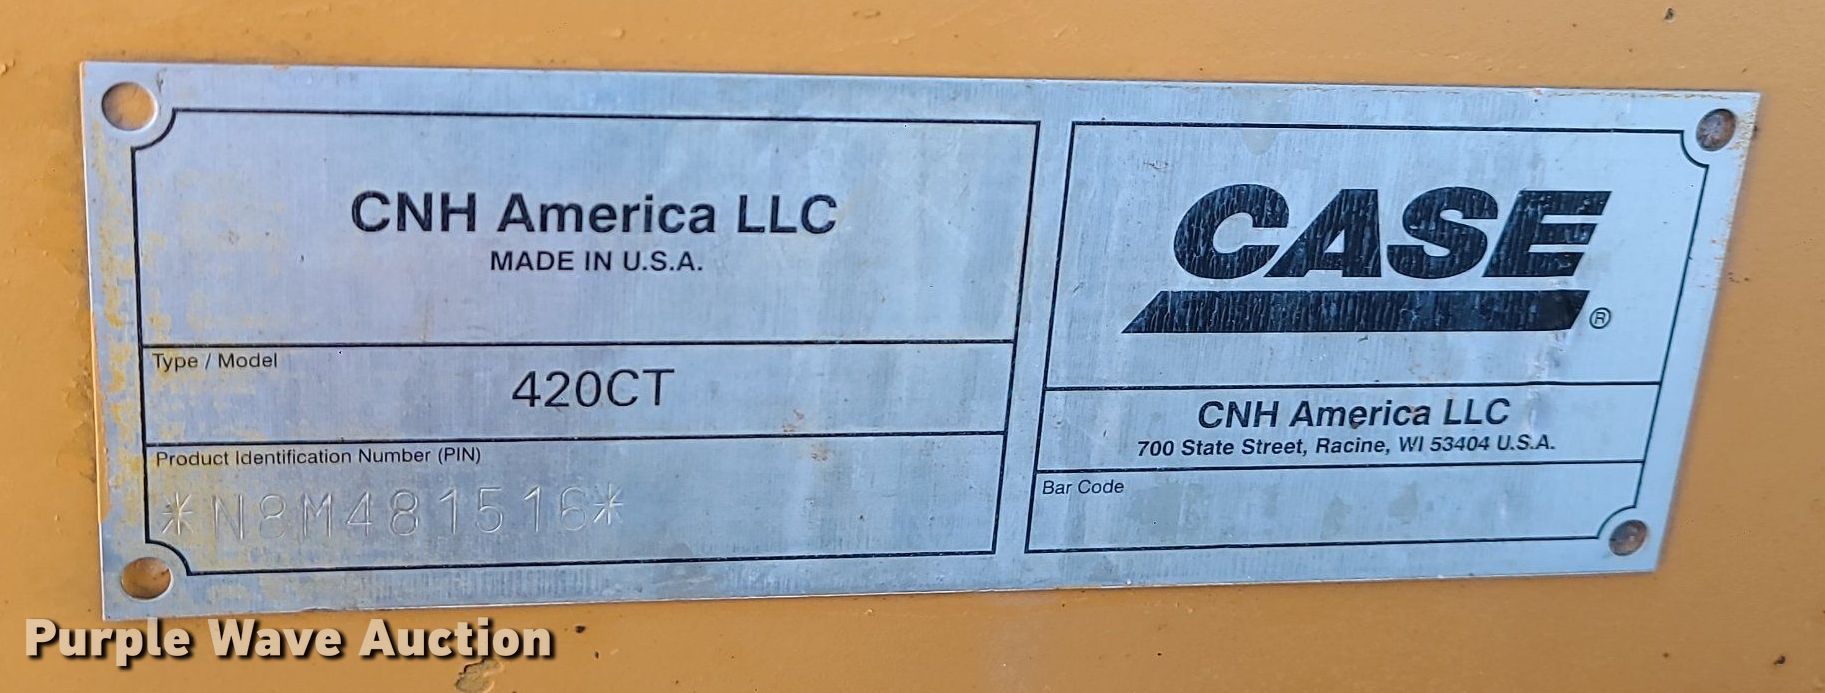 CNH America LLC
MADE IN U.S.A.
Type / Model
420CT
Product Identification Number (PIN)
*N8M481516*
CASE
®
CNH America LLC
700 State Street, Racine, WI 53404 U.S.A.
Bar Code
Purple Wave Auction